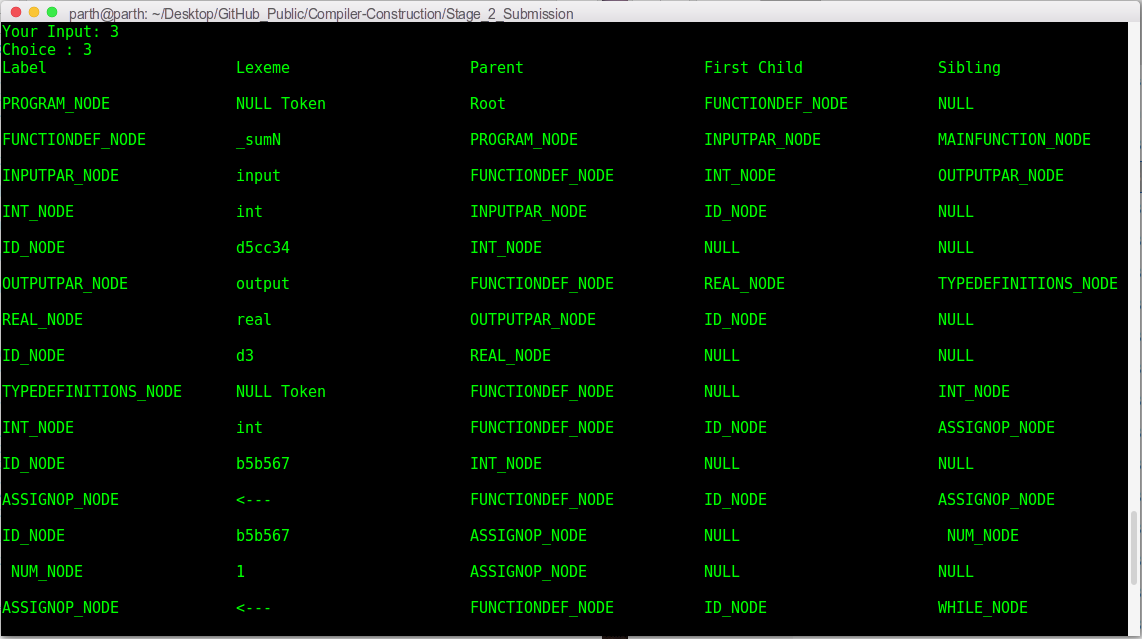 parth@parth: ~/Desktop/GitHub_Public/Compiler-Construction/Stage_2_Submission
Your Input: 3
Choice : 3
Label Lexeme Parent First Child Sibling
PROGRAM_NODE NULL Token Root FUNCTIONDEF_NODE NULL
FUNCTIONDEF_NODE _sumN PROGRAM_NODE INPUTPAR_NODE MAINFUNCTION_NODE
INPUTPAR_NODE input FUNCTIONDEF_NODE INT_NODE OUTPUTPAR_NODE
INT_NODE int INPUTPAR_NODE ID_NODE NULL
ID_NODE d5cc34 INT_NODE NULL NULL
OUTPUTPAR_NODE output FUNCTIONDEF_NODE REAL_NODE TYPEDEFINITIONS_NODE
REAL_NODE real OUTPUTPAR_NODE ID_NODE NULL
ID_NODE d3 REAL_NODE NULL NULL
TYPEDEFINITIONS_NODE NULL Token FUNCTIONDEF_NODE NULL INT_NODE
INT_NODE int FUNCTIONDEF_NODE ID_NODE ASSIGNOP_NODE
ID_NODE b5b567 INT_NODE NULL NULL
ASSIGNOP_NODE <--- FUNCTIONDEF_NODE ID_NODE ASSIGNOP_NODE
ID_NODE b5b567 ASSIGNOP_NODE NULL NUM_NODE
NUM_NODE 1 ASSIGNOP_NODE NULL NULL
ASSIGNOP_NODE <--- FUNCTIONDEF_NODE ID_NODE WHILE_NODE